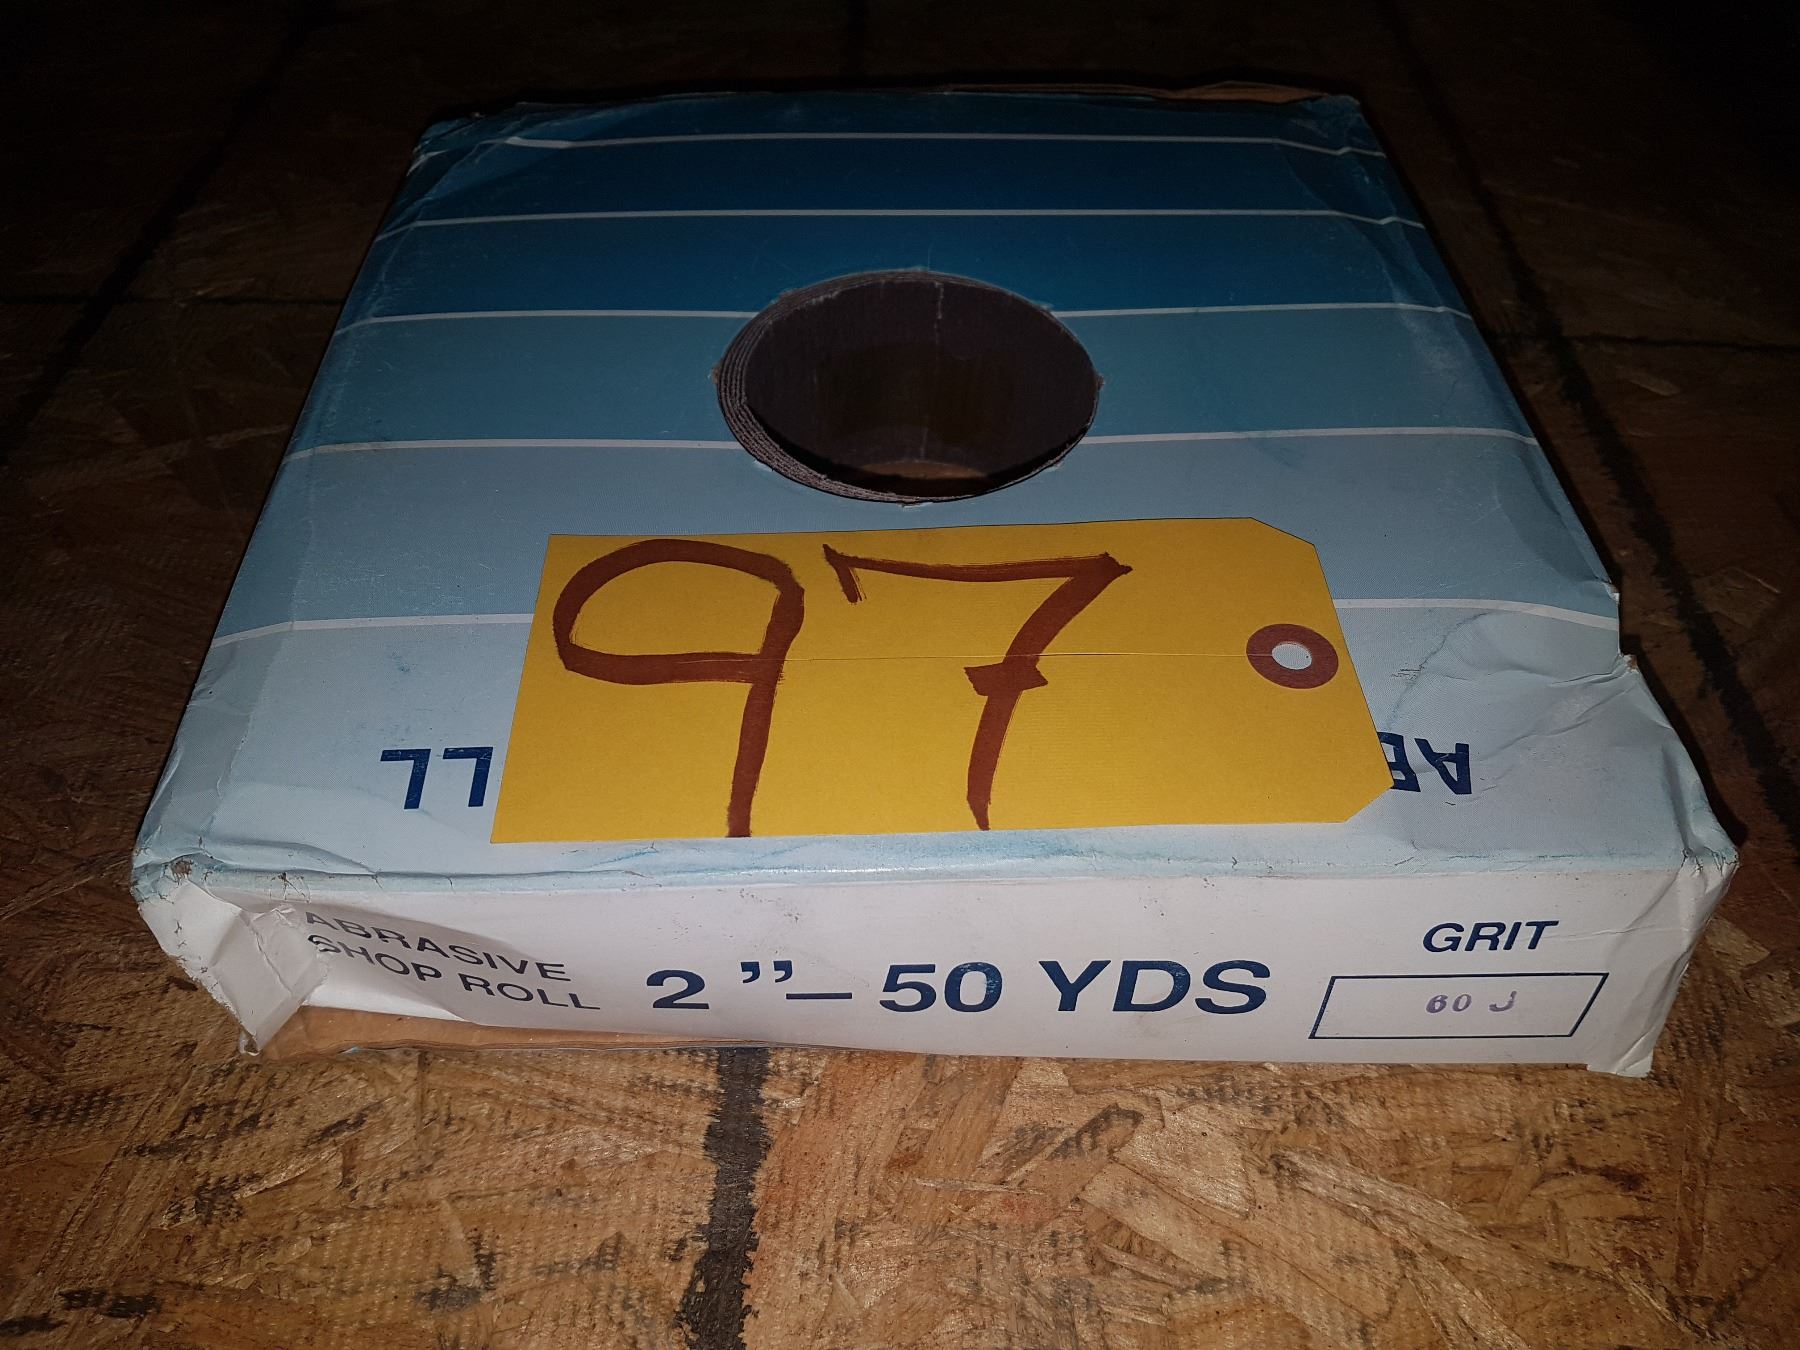 97
ABRASIVE
SHOP ROLL
2"— 50 YDS
GRIT
60 J